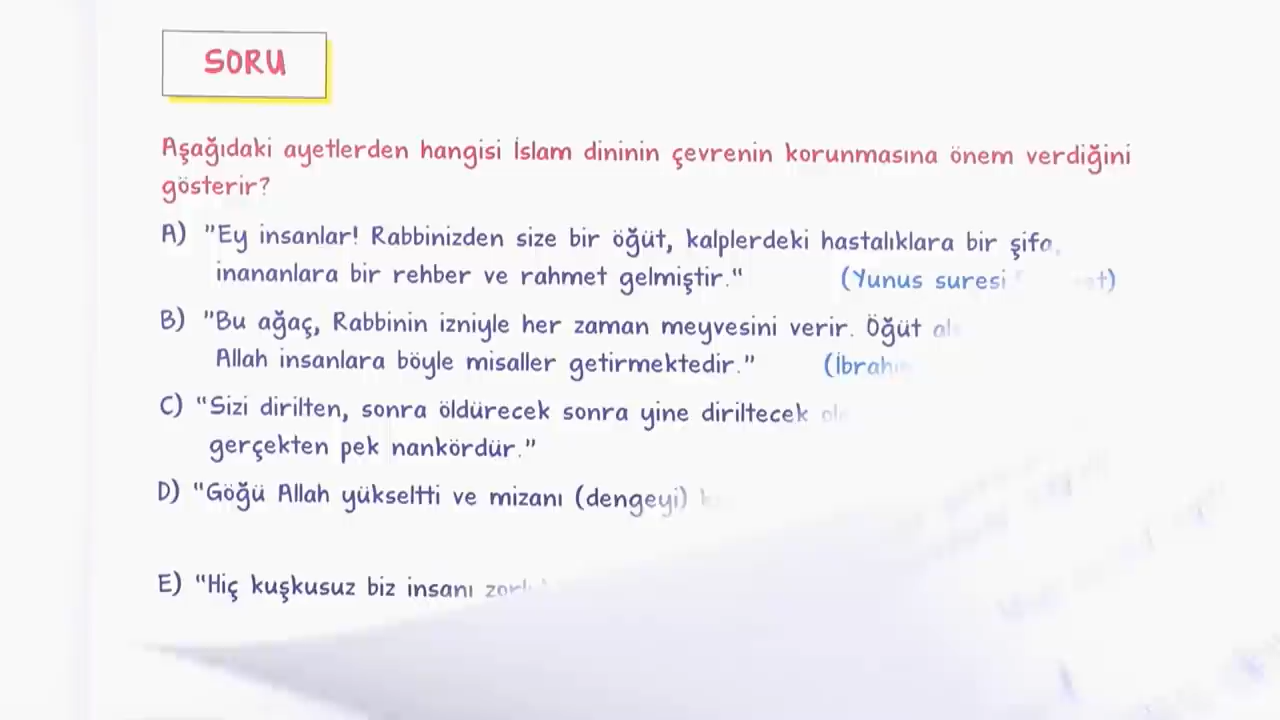 SORU
Aşağıdaki ayetlerden hangisi İslam dininin çevrenin korunmasına önem verdiğini
gösterir?
A) "Ey insanlar! Rabbinizden size bir öğüt, kalplerdeki hastalıklara bir şifa,
inananlara bir rehber ve rahmet gelmiştir." (Yunus suresi
B) "Bu ağaç, Rabbinin izniyle her zaman meyvesini verir. Öğüt
Allah insanlara böyle misaller getirmektedir."
C) "Sizi dirilten, sonra öldürecek sonra yine diriltecek
gerçekten pek nankördür."
D) "Göğü Allah yükseltti ve mizanı (dengeyi)
E) "Hiç kuşkusuz biz insanı